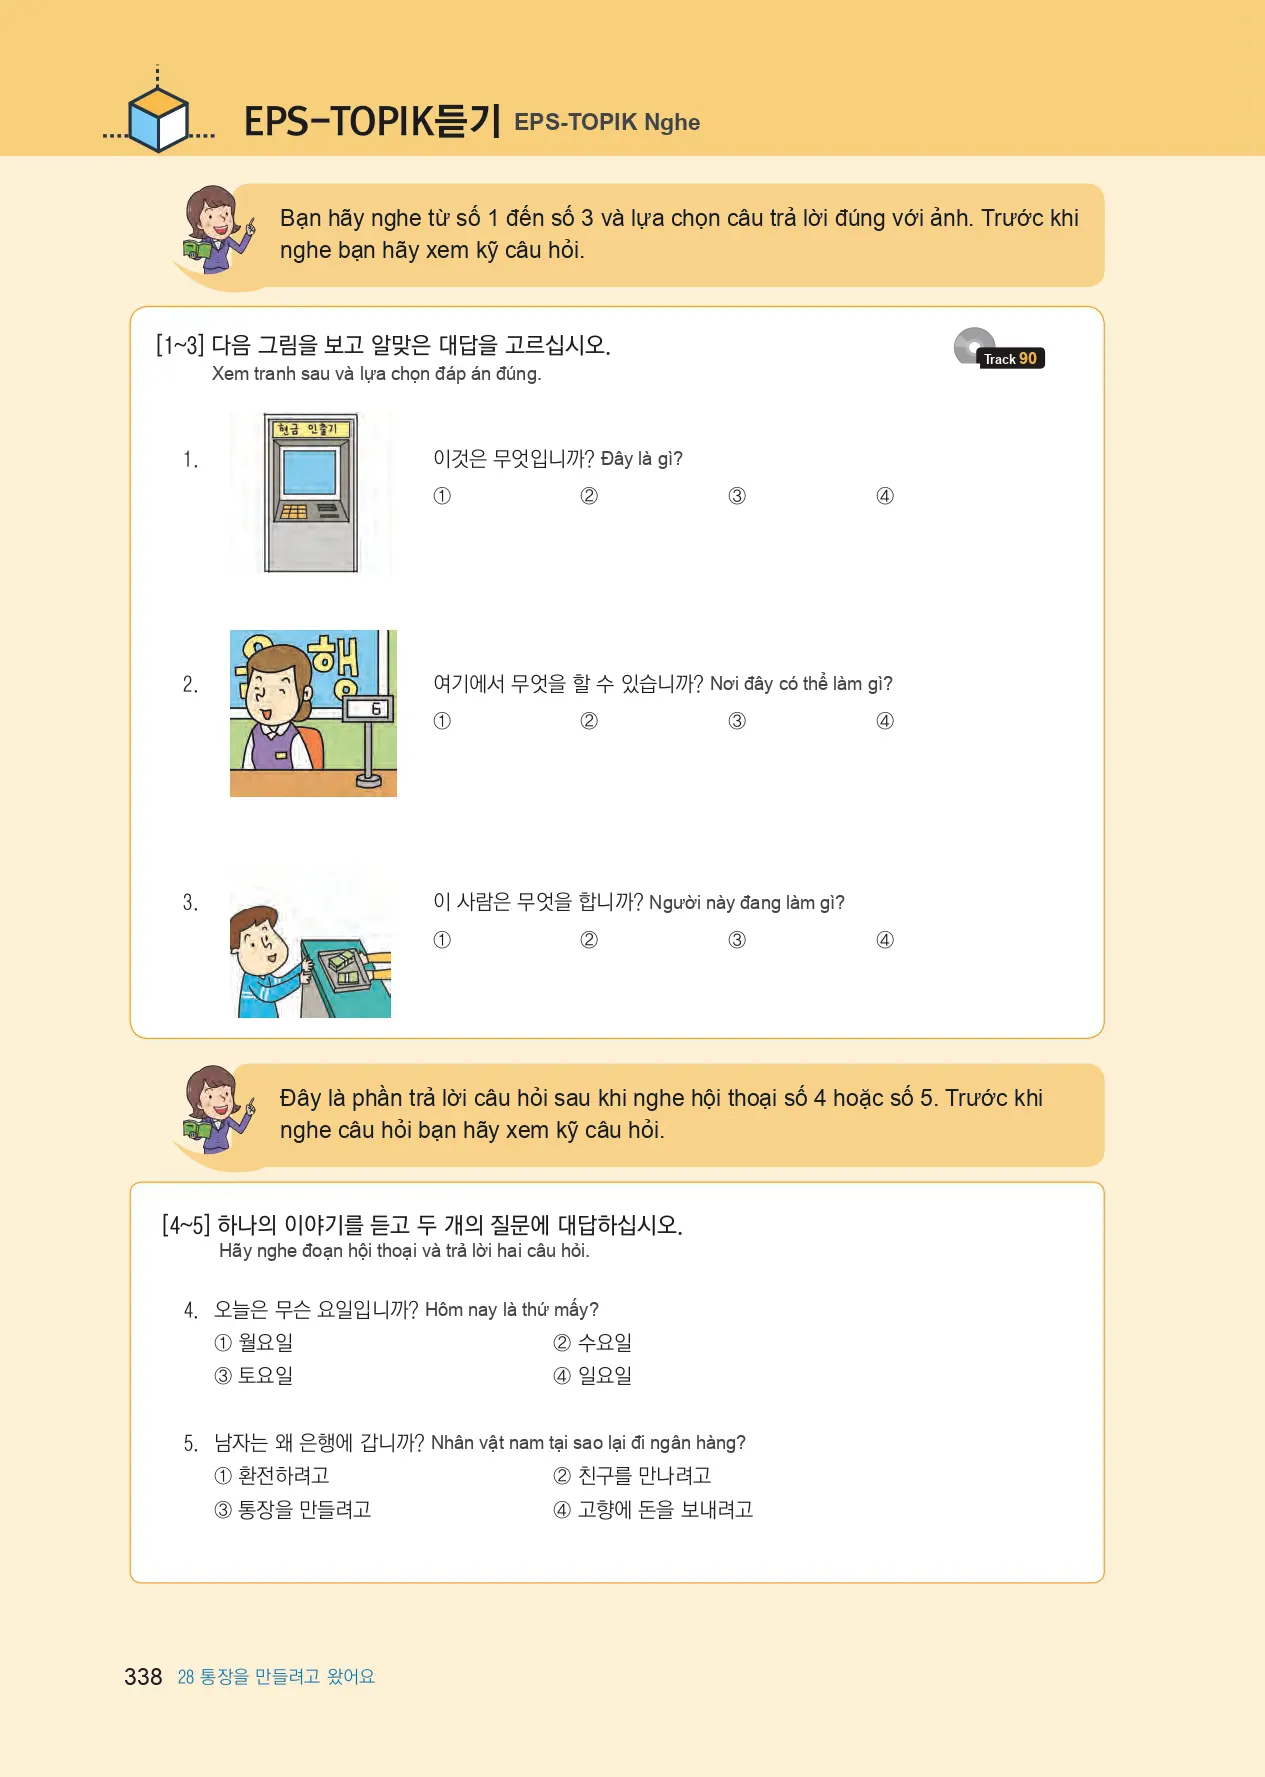 EPS-TOPIK듣기 EPS-TOPIK Nghe
Bạn hãy nghe từ số 1 đến số 3 và lựa chọn câu trả lời đúng với ảnh. Trước khi
nghe bạn hãy xem kỹ câu hỏi.
[1~3] 다음 그림을 보고 알맞은 대답을 고르십시오.
Track 90
Xem tranh sau và lựa chọn đáp án đúng.
현금 인출기
1. 이것은 무엇입니까? Đây là gì?
① ② ③ ④
은행
6
2. 여기에서 무엇을 할 수 있습니까? Nơi đây có thể làm gì?
① ② ③ ④
3. 이 사람은 무엇을 합니까? Người này đang làm gì?
① ② ③ ④
Đây là phần trả lời câu hỏi sau khi nghe hội thoại số 4 hoặc số 5. Trước khi
nghe câu hỏi bạn hãy xem kỹ câu hỏi.
[4~5] 하나의 이야기를 듣고 두 개의 질문에 대답하십시오.
Hãy nghe đoạn hội thoại và trả lời hai câu hỏi.
4. 오늘은 무슨 요일입니까? Hôm nay là thứ mấy?
① 월요일 ② 수요일
③ 토요일 ④ 일요일
5. 남자는 왜 은행에 갑니까? Nhân vật nam tại sao lại đi ngân hàng?
① 환전하려고 ② 친구를 만나려고
③ 통장을 만들려고 ④ 고향에 돈을 보내려고
338 28 통장을 만들려고 왔어요